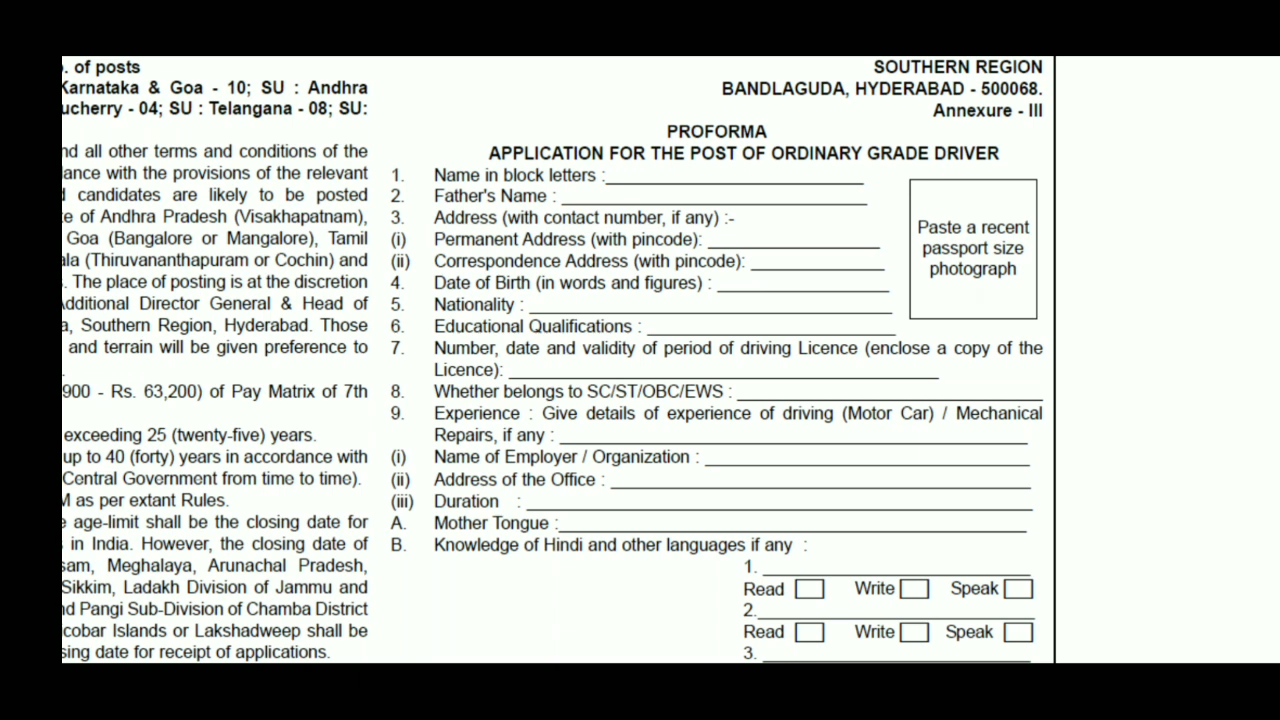 . of posts
Karnataka & Goa - 10; SU : Andhra
ucherry - 04; SU : Telangana - 08; SU:
nd all other terms and conditions of the
lance with the provisions of the relevant
candidates are likely to be posted
e of Andhra Pradesh (Visakhapatnam),
Goa (Bangalore or Mangalore), Tamil
ala (Thiruvananthapuram or Cochin) and
. The place of posting is at the discretion
Additional Director General & Head of
a, Southern Region, Hyderabad. Those
and terrain will be given preference to
.
900 - Rs. 63,200) of Pay Matrix of 7th
exceeding 25 (twenty-five) years.
up to 40 (forty) years in accordance with
Central Government from time to time).
M as per extant Rules.
e age-limit shall be the closing date for
in India. However, the closing date of
sam, Meghalaya, Arunachal Pradesh,
Sikkim, Ladakh Division of Jammu and
nd Pangi Sub-Division of Chamba District
cobar Islands or Lakshadweep shall be
sing date for receipt of applications.
SOUTHERN REGION
BANDLAGUDA, HYDERABAD - 500068.
Annexure - III
PROFORMA
APPLICATION FOR THE POST OF ORDINARY GRADE DRIVER
1. Name in block letters :
2. Father's Name :
3. Address (with contact number, if any) :-
(i) Permanent Address (with pincode):
(ii) Correspondence Address (with pincode):
4. Date of Birth (in words and figures) :
5. Nationality :
6. Educational Qualifications :
Paste a recent
passport size
photograph
7. Number, date and validity of period of driving Licence (enclose a copy of the
Licence):
8. Whether belongs to SC/ST/OBC/EWS :
9. Experience : Give details of experience of driving (Motor Car) / Mechanical
Repairs, if any :
(i) Name of Employer / Organization :
(ii) Address of the Office :
(iii) Duration :
A. Mother Tongue :
B. Knowledge of Hindi and other languages if any :
1.
Read Write Speak
2.
Read Write Speak
3.